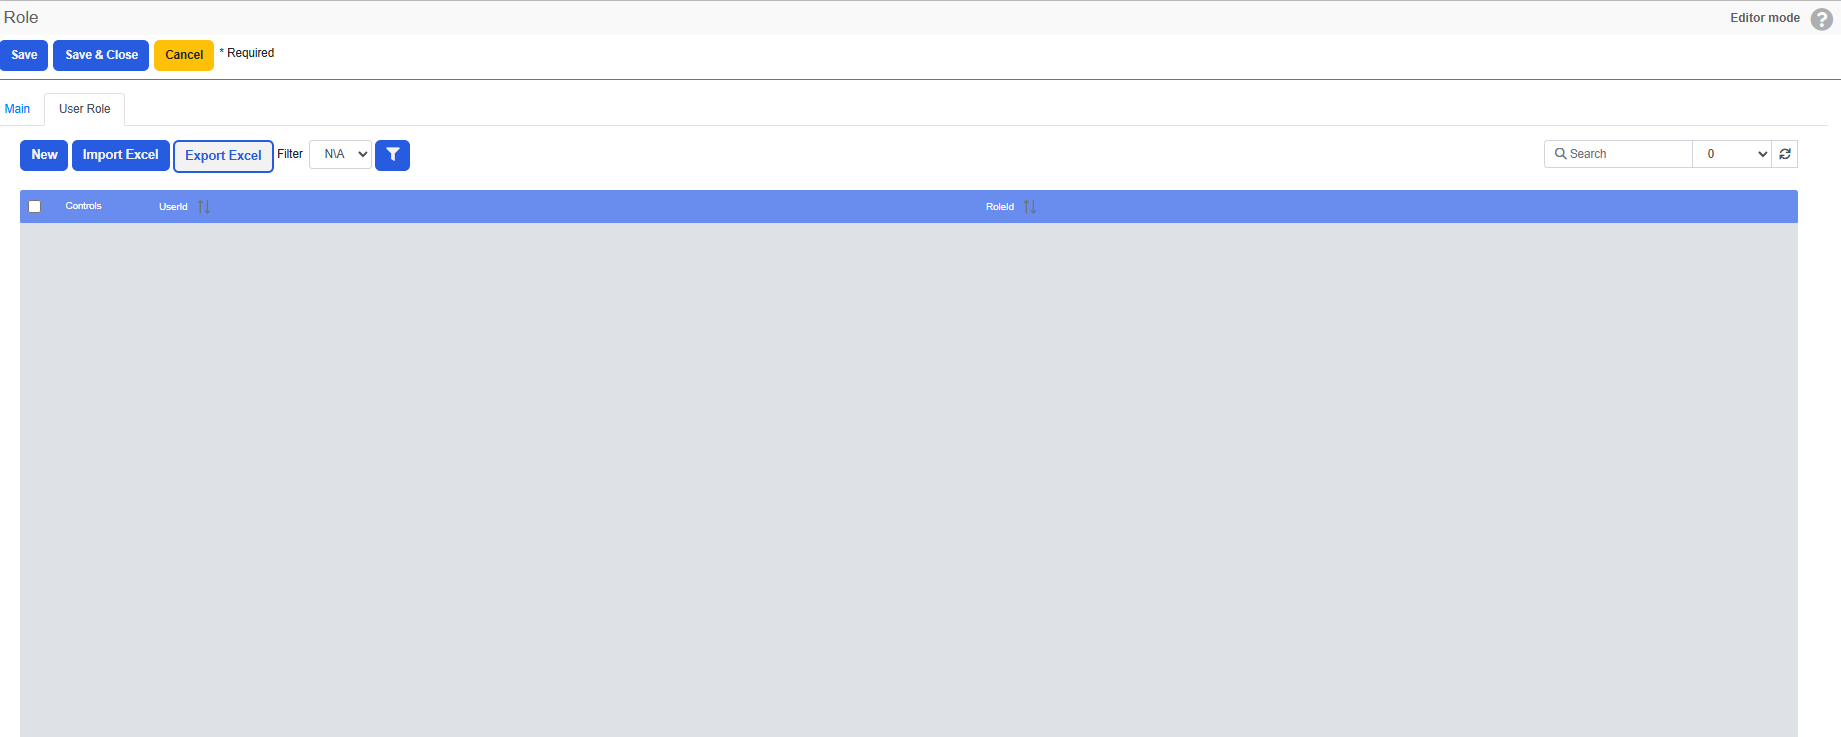 Role
Editor mode
?
Save
Save & Close
Cancel
* Required
Main
User Role
New
Import Excel
Export Excel
Filter
N\A
Search
0
Controls
UserId
RoleId